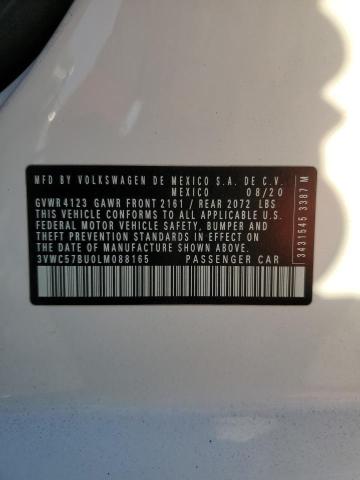 MFD BY VOLKSWAGEN DE MEXICO S.A. DE C.V.
MEXICO 08/20
GVWR 4123 GAWR FRONT 2161 / REAR 2072 LBS
THIS VEHICLE CONFORMS TO ALL APPLICABLE U.S.
FEDERAL MOTOR VEHICLE SAFETY, BUMPER AND
THEFT PREVENTION STANDARDS IN EFFECT ON
THE DATE OF MANUFACTURE SHOWN ABOVE.
3VWC57BU0LM088165 PASSENGER CAR
3431545 3387 M